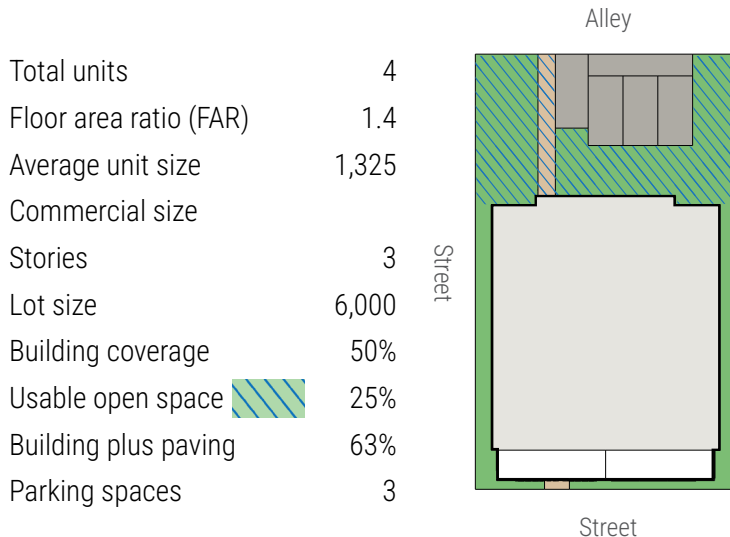 Alley
Total units 4
Floor area ratio (FAR) 1.4
Average unit size 1,325
Commercial size
Stories 3
Street
Lot size 6,000
Building coverage 50%
Usable open space 25%
Building plus paving 63%
Parking spaces 3
Street